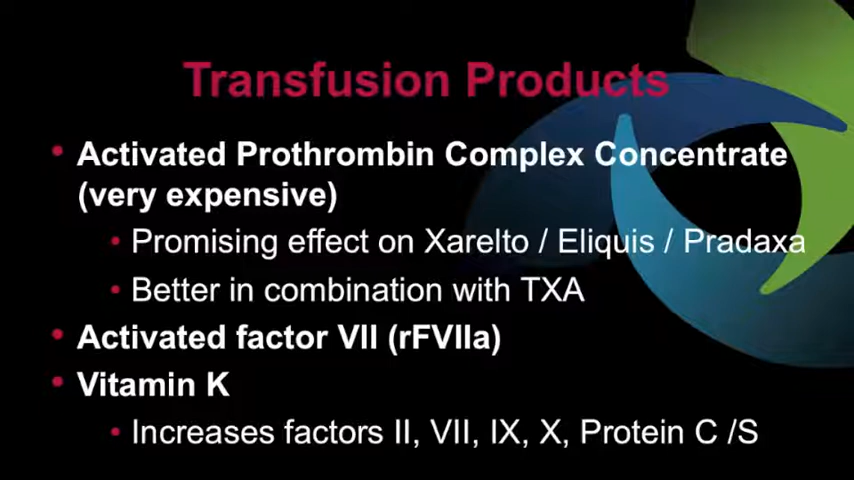 Transfusion Products
• Activated Prothrombin Complex Concentrate
(very expensive)
• Promising effect on Xarelto / Eliquis / Pradaxa
• Better in combination with TXA
• Activated factor VII (rFVIIa)
• Vitamin K
• Increases factors II, VII, IX, X, Protein C /S